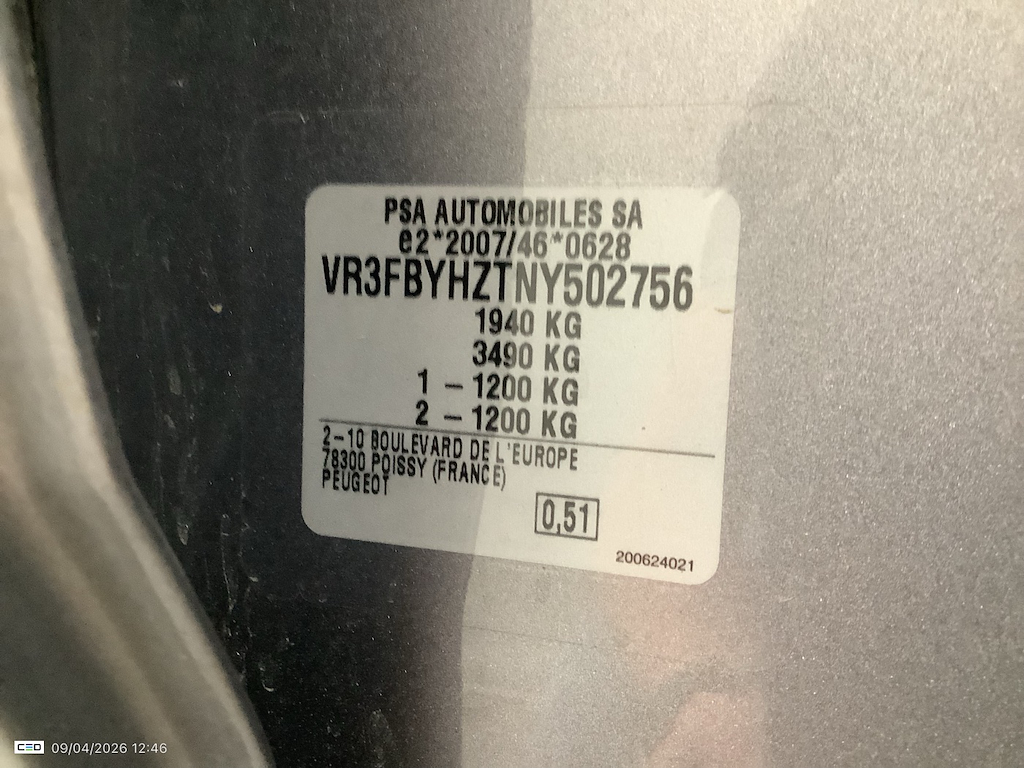 PSA AUTOMOBILES SA
e2*2007/46*0628
VR3FBYHZTNY502756
1940 KG
3490 KG
1 – 1200 KG
2 – 1200 KG
2–10 BOULEVARD DE L'EUROPE
78300 POISSY (FRANCE)
PEUGEOT
0,51
200624021
CEO 09/04/2026 12:46